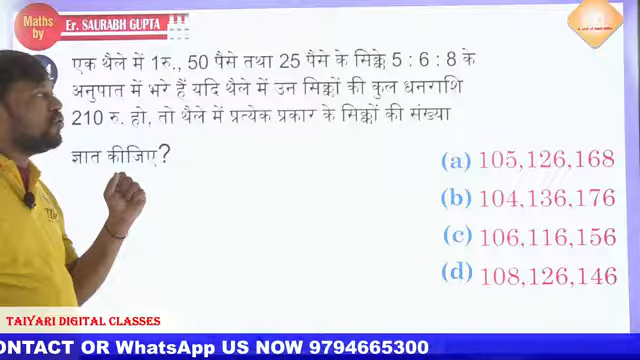 Maths
by
Er. SAURABH GUPTA
एक थैले में 1रु., 50 पैसे तथा 25 पैसे के सिक्के 5 : 6 : 8 के
अनुपात में भरे हैं यदि थैले में उन सिक्कों की कुल धनराशि
210 रु. हो, तो थैले में प्रत्येक प्रकार के सिक्कों की संख्या
ज्ञात कीजिए?
(a) 105,126,168
(b) 104,136,176
(c) 106,116,156
(d) 108,126,146
TAIYARI DIGITAL CLASSES
ONTACT OR WhatsApp US NOW 9794665300